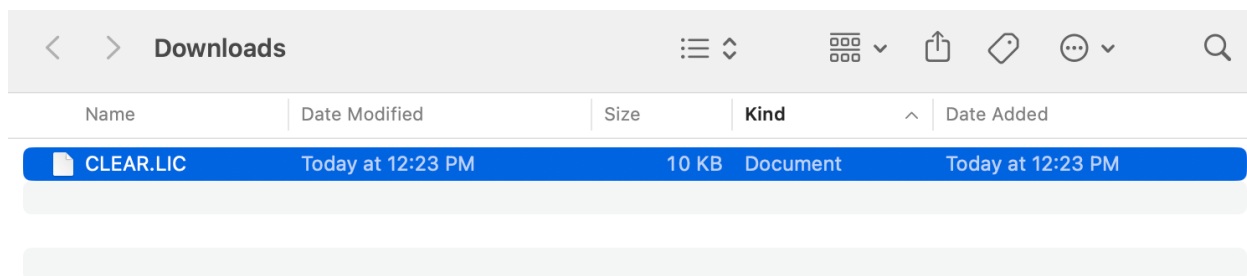 Downloads
Name Date Modified Size Kind Date Added
CLEAR.LIC Today at 12:23 PM 10 KB Document Today at 12:23 PM